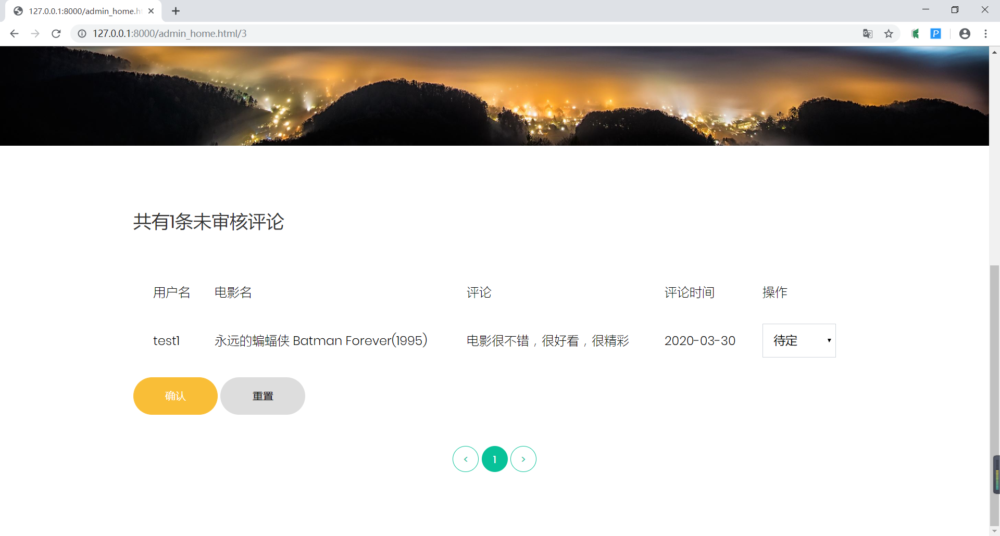 127.0.0.1:8000/admin_home.ht
127.0.0.1:8000/admin_home.html/3
共有1条未审核评论
用户名 电影名 评论 评论时间 操作
test1 永远的蝙蝠侠 Batman Forever(1995) 电影很不错，很好看，很精彩 2020-03-30 待定
确认 重置
< 1 >